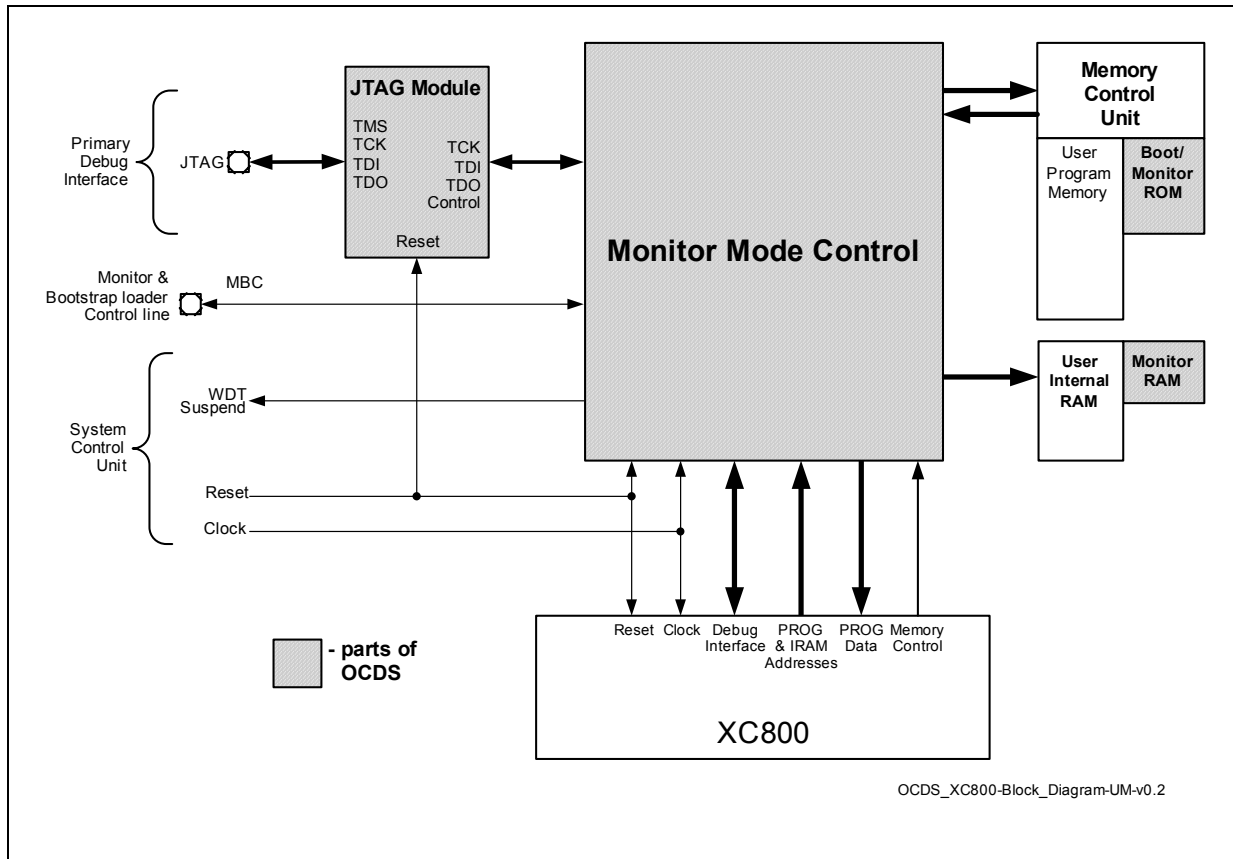 JTAG Module
TMS
TCK
TDI
TDO
TCK
TDI
TDO
Control
Reset
Primary
Debug
Interface
JTAG
Monitor &
Bootstrap loader
Control line
MBC
System
Control
Unit
WDT
Suspend
Reset
Clock
Monitor Mode Control
Memory
Control
Unit
User
Program
Memory
Boot/
Monitor
ROM
User
Internal
RAM
Monitor
RAM
Reset
Clock
Debug
Interface
PROG
& IRAM
Addresses
PROG
Data
Memory
Control
XC800
- parts of
OCDS
OCDS_XC800-Block_Diagram-UM-v0.2